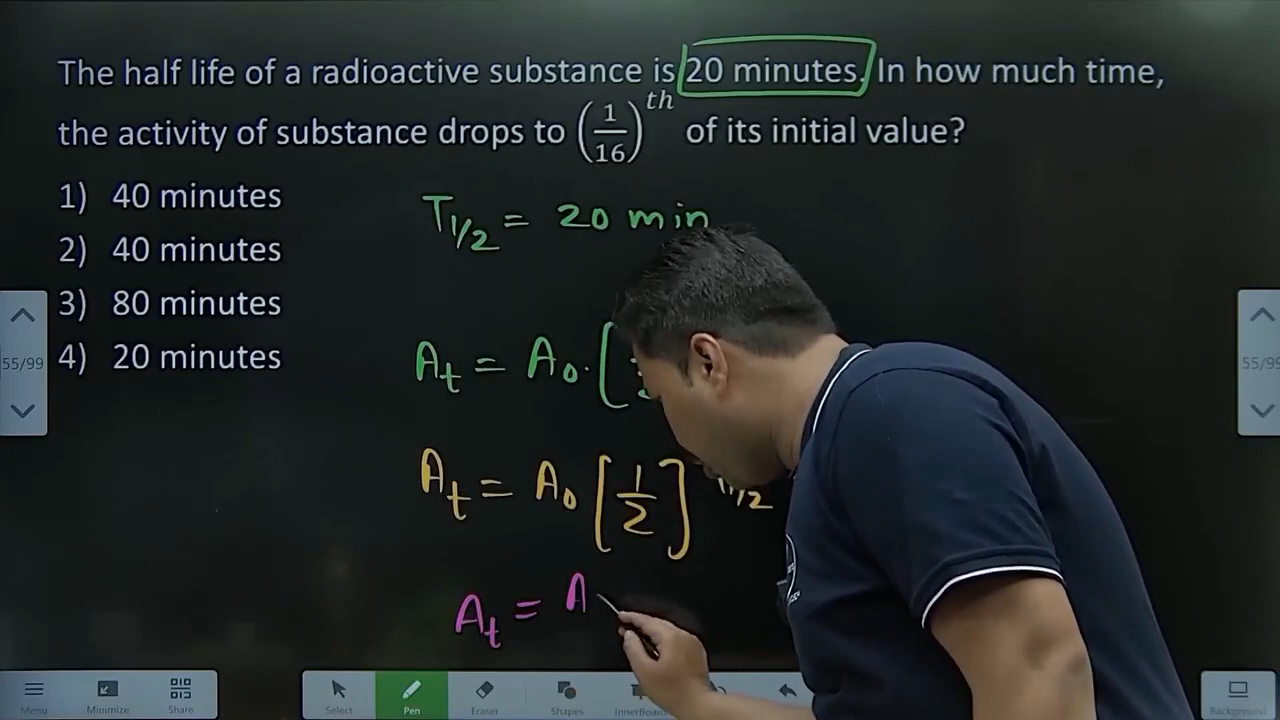 The half life of a radioactive substance is 20 minutes. In how much time,
the activity of substance drops to (1/16)^th of its initial value?
1) 40 minutes
2) 40 minutes
3) 80 minutes
4) 20 minutes
T1/2 = 20 min
At = A0 · [
At = A0 [1/2] T1/2
At = A
55/99
55/99
Menu Minimize Share Select Pen Eraser Shapes Background